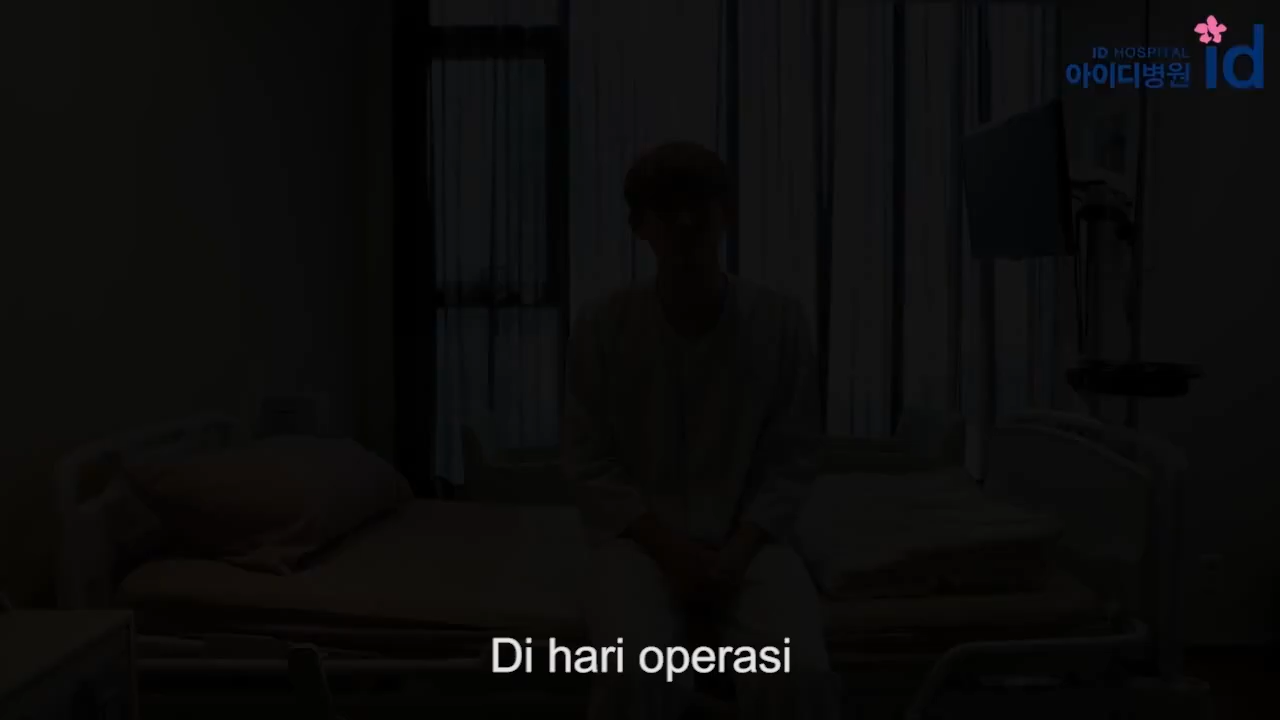 ID HOSPITAL
아이디병원 id
Di hari operasi